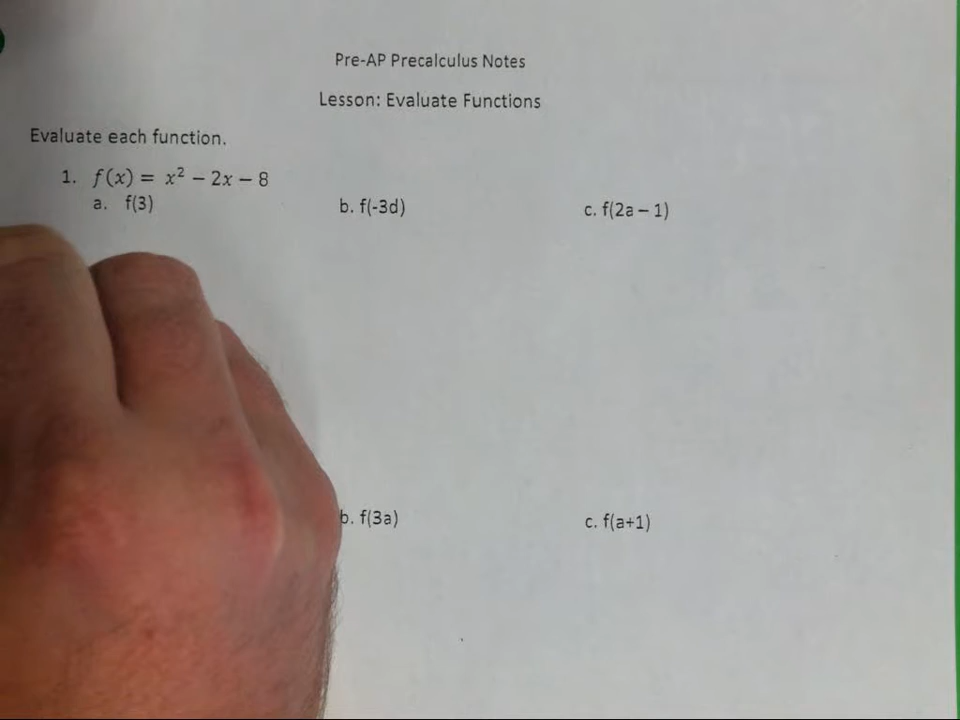 Pre-AP Precalculus Notes
Lesson: Evaluate Functions
Evaluate each function.
1. f(x) = x² – 2x – 8
a. f(3) b. f(-3d) c. f(2a – 1)
b. f(3a) c. f(a+1)